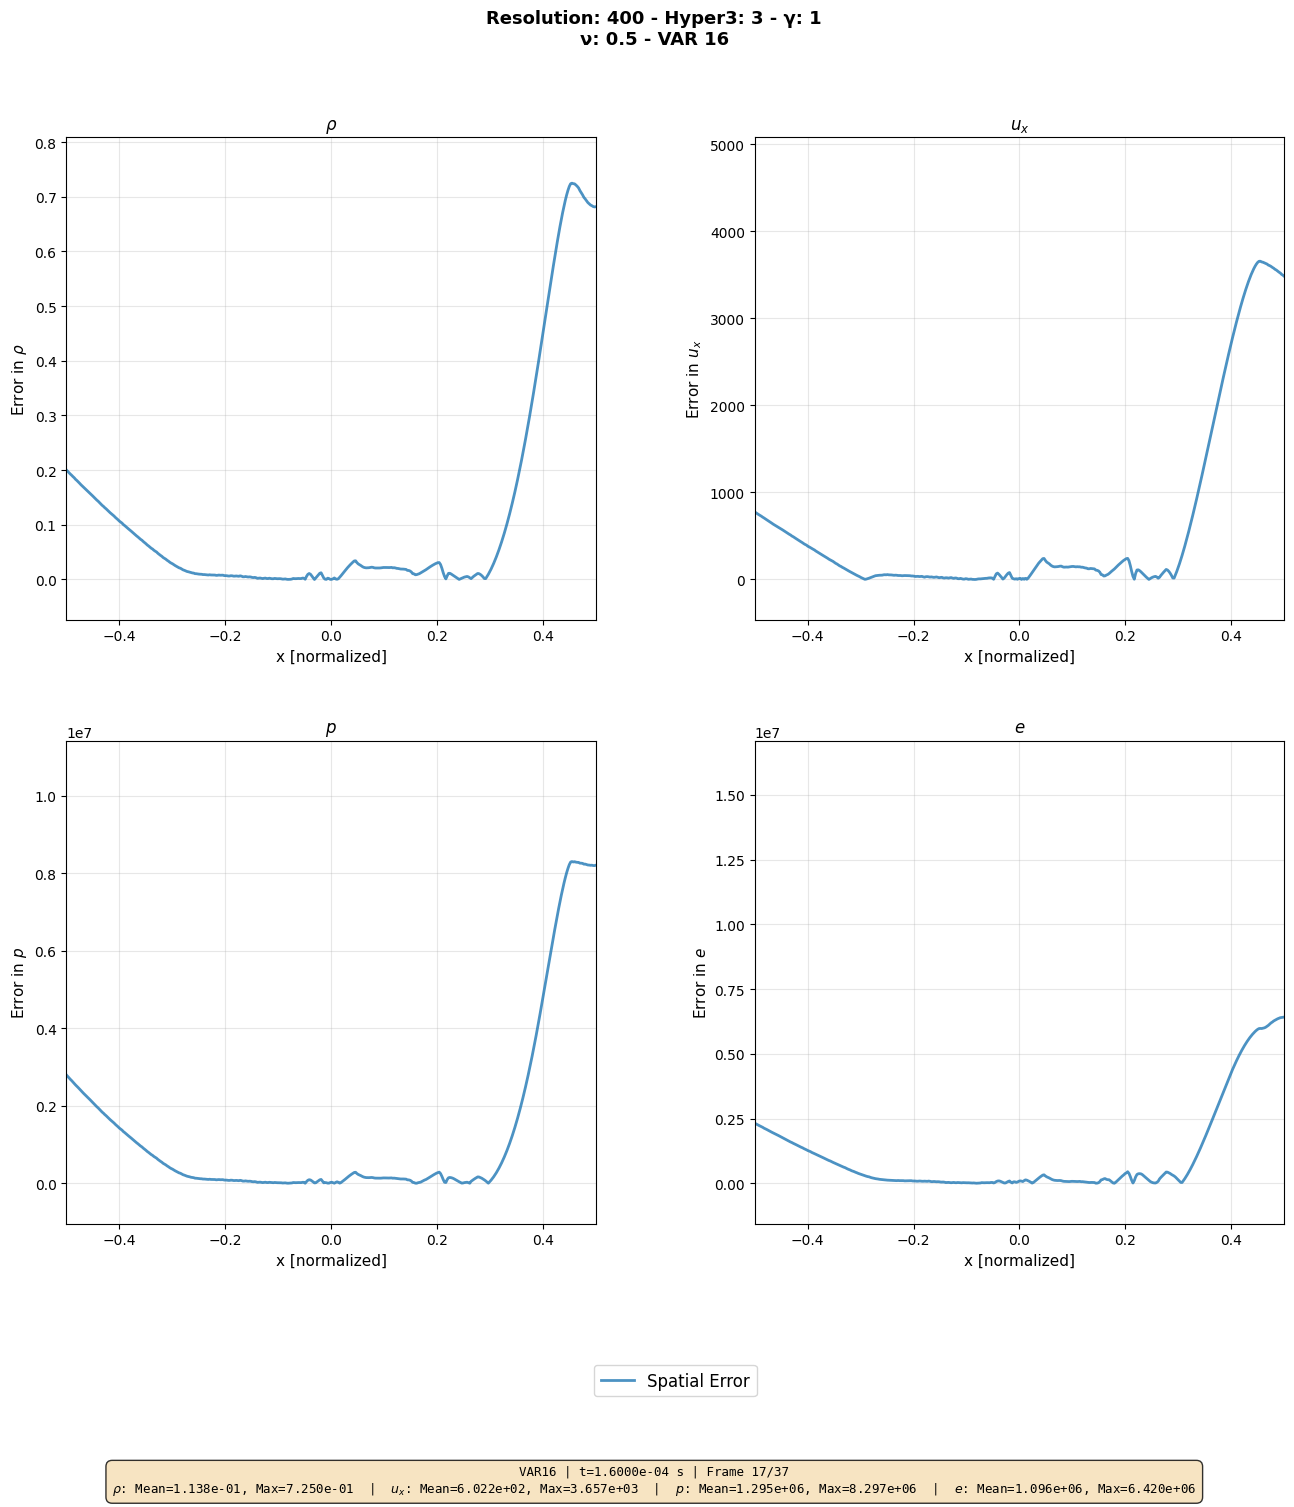 Resolution: 400 - Hyper3: 3 - γ: 1
ν: 0.5 - VAR 16
ρ
0.8
0.7
0.6
0.5
0.4
0.3
0.2
0.1
0.0
Error in ρ
−0.4
−0.2
0.0
0.2
0.4
x [normalized]
uₓ
5000
4000
3000
2000
1000
0
Error in uₓ
−0.4
−0.2
0.0
0.2
0.4
x [normalized]
p
1e7
1.0
0.8
0.6
0.4
0.2
0.0
Error in p
−0.4
−0.2
0.0
0.2
0.4
x [normalized]
e
1e7
1.50
1.25
1.00
0.75
0.50
0.25
0.00
Error in e
−0.4
−0.2
0.0
0.2
0.4
x [normalized]
Spatial Error
VAR16 | t=1.6000e-04 s | Frame 17/37
ρ: Mean=1.138e-01, Max=7.250e-01 | uₓ: Mean=6.022e+02, Max=3.657e+03 | p: Mean=1.295e+06, Max=8.297e+06 | e: Mean=1.096e+06, Max=6.420e+06